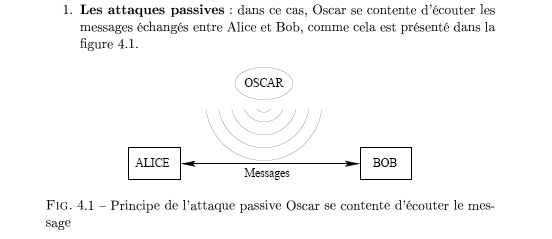 1. Les attaques passives : dans ce cas, Oscar se contente d'écouter les
messages échangés entre Alice et Bob, comme cela est présenté dans la
figure 4.1.
OSCAR
ALICE
BOB
Messages
FIG. 4.1 – Principe de l'attaque passive Oscar se contente d'écouter le mes-
sage